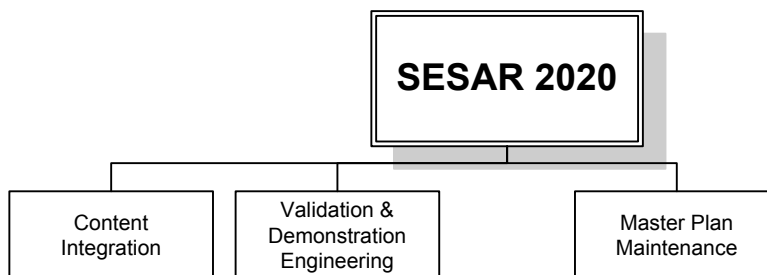 SESAR 2020
Content
Integration
Validation &
Demonstration
Engineering
Master Plan
Maintenance